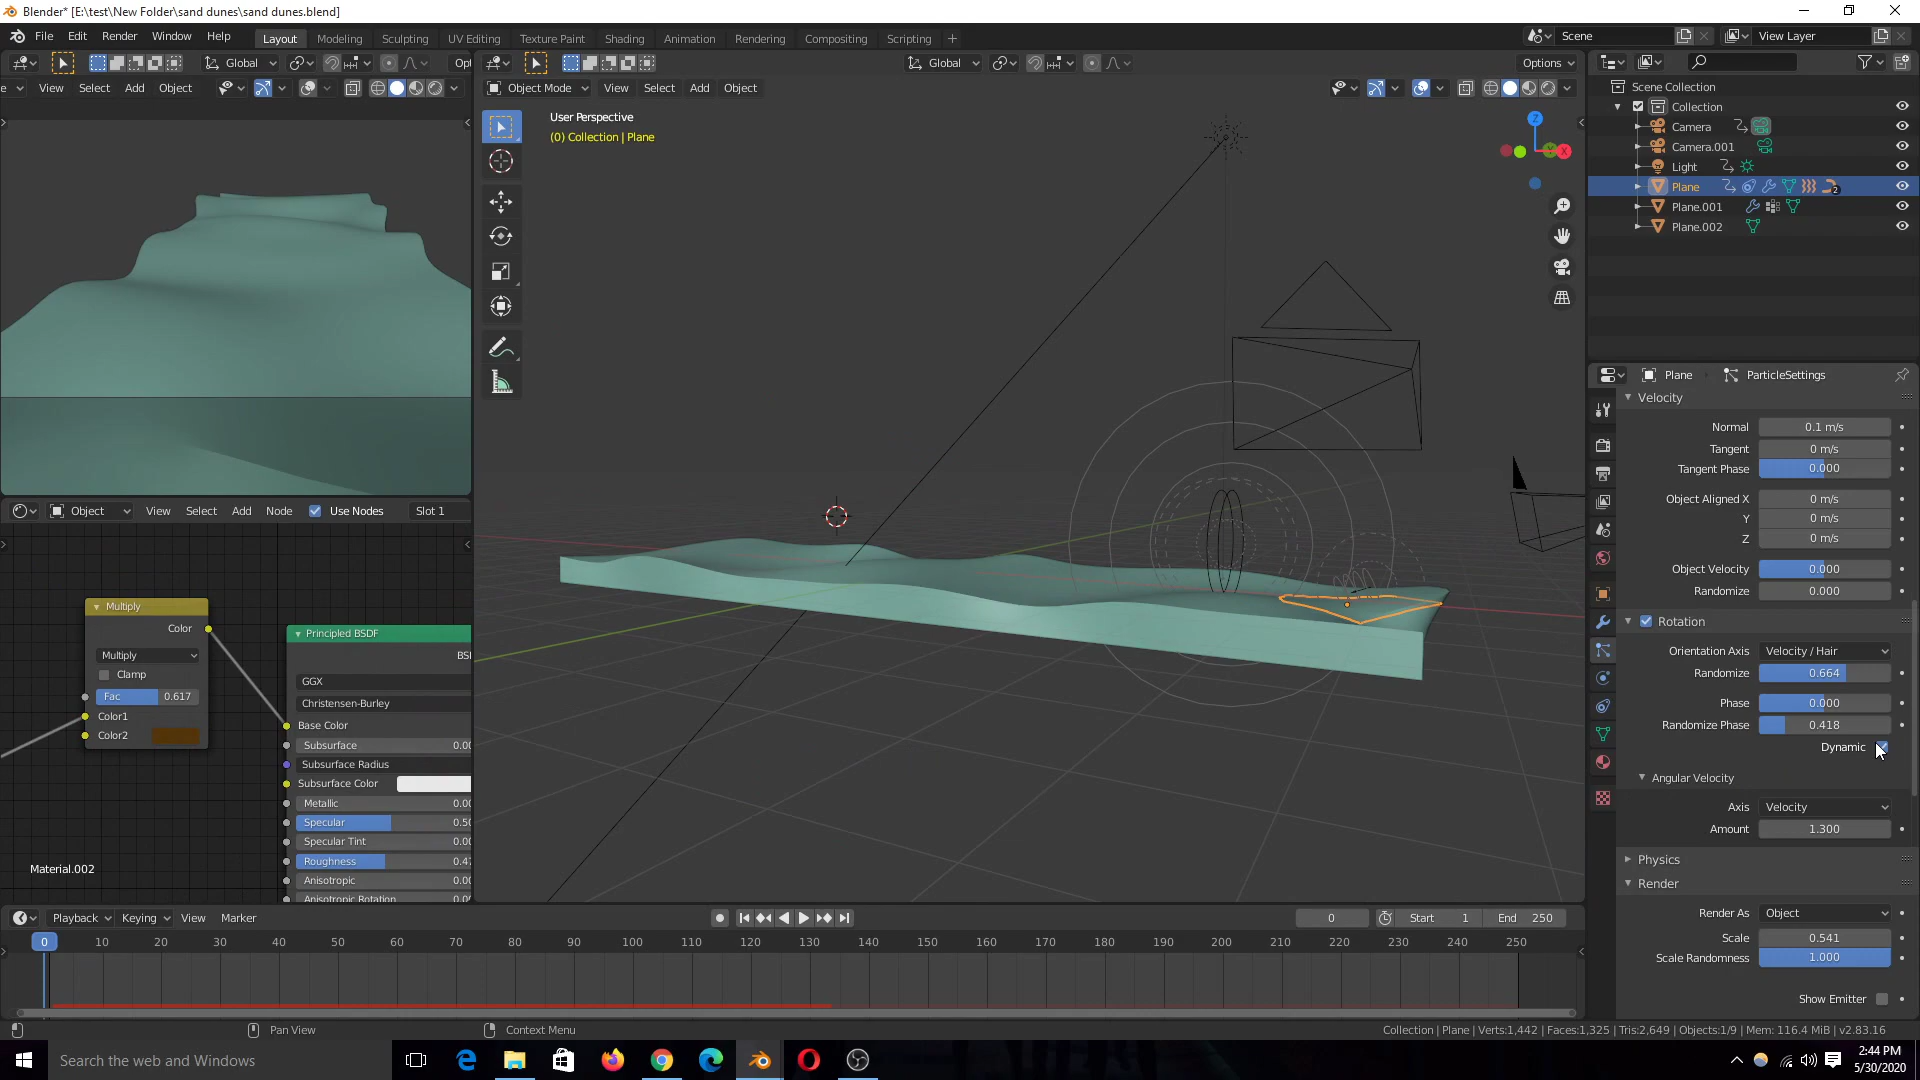 Blender* [E:\test\New Folder\sand dunes\sand dunes.blend]
File Edit Render Window Help
Layout Modeling Sculpting UV Editing Texture Paint Shading Animation Rendering Compositing Scripting
Scene
View Layer
Global
Global
Options
View Select Add Object
Object Mode View Select Add Object
User Perspective
(0) Collection | Plane
Z
X
Scene Collection
Collection
Camera
Camera.001
Light
Plane
2
Plane.001
Plane.002
Plane ParticleSettings
Velocity
Normal 0.1 m/s
Tangent 0 m/s
Tangent Phase 0.000
Object Aligned X 0 m/s
Y 0 m/s
Z 0 m/s
Object Velocity 0.000
Randomize 0.000
Rotation
Orientation Axis Velocity / Hair
Randomize 0.664
Phase 0.000
Randomize Phase 0.418
Dynamic
Angular Velocity
Axis Velocity
Amount 1.300
Physics
Render
Render As Object
Scale 0.541
Scale Randomness 1.000
Show Emitter
Object View Select Add Node Use Nodes Slot 1
Multiply
Color
Multiply
Clamp
Fac 0.617
Color1
Color2
Principled BSDF
GGX
Christensen-Burley
Base Color
Subsurface
Subsurface Radius
Subsurface Color
Metallic
Specular
Specular Tint
Roughness
Anisotropic
Anisotropic Rotation
Material.002
Playback Keying View Marker
0 Start 1 End 250
0 10 20 30 40 50 60 70 80 90 100 110 120 130 140 150 160 170 180 190 200 210 220 230 240 250
Pan View Context Menu
Collection | Plane | Verts:1,442 | Faces:1,325 | Tris:2,649 | Objects:1/9 | Mem: 116.4 MiB | v2.83.16
Search the web and Windows
2:44 PM
5/30/2020